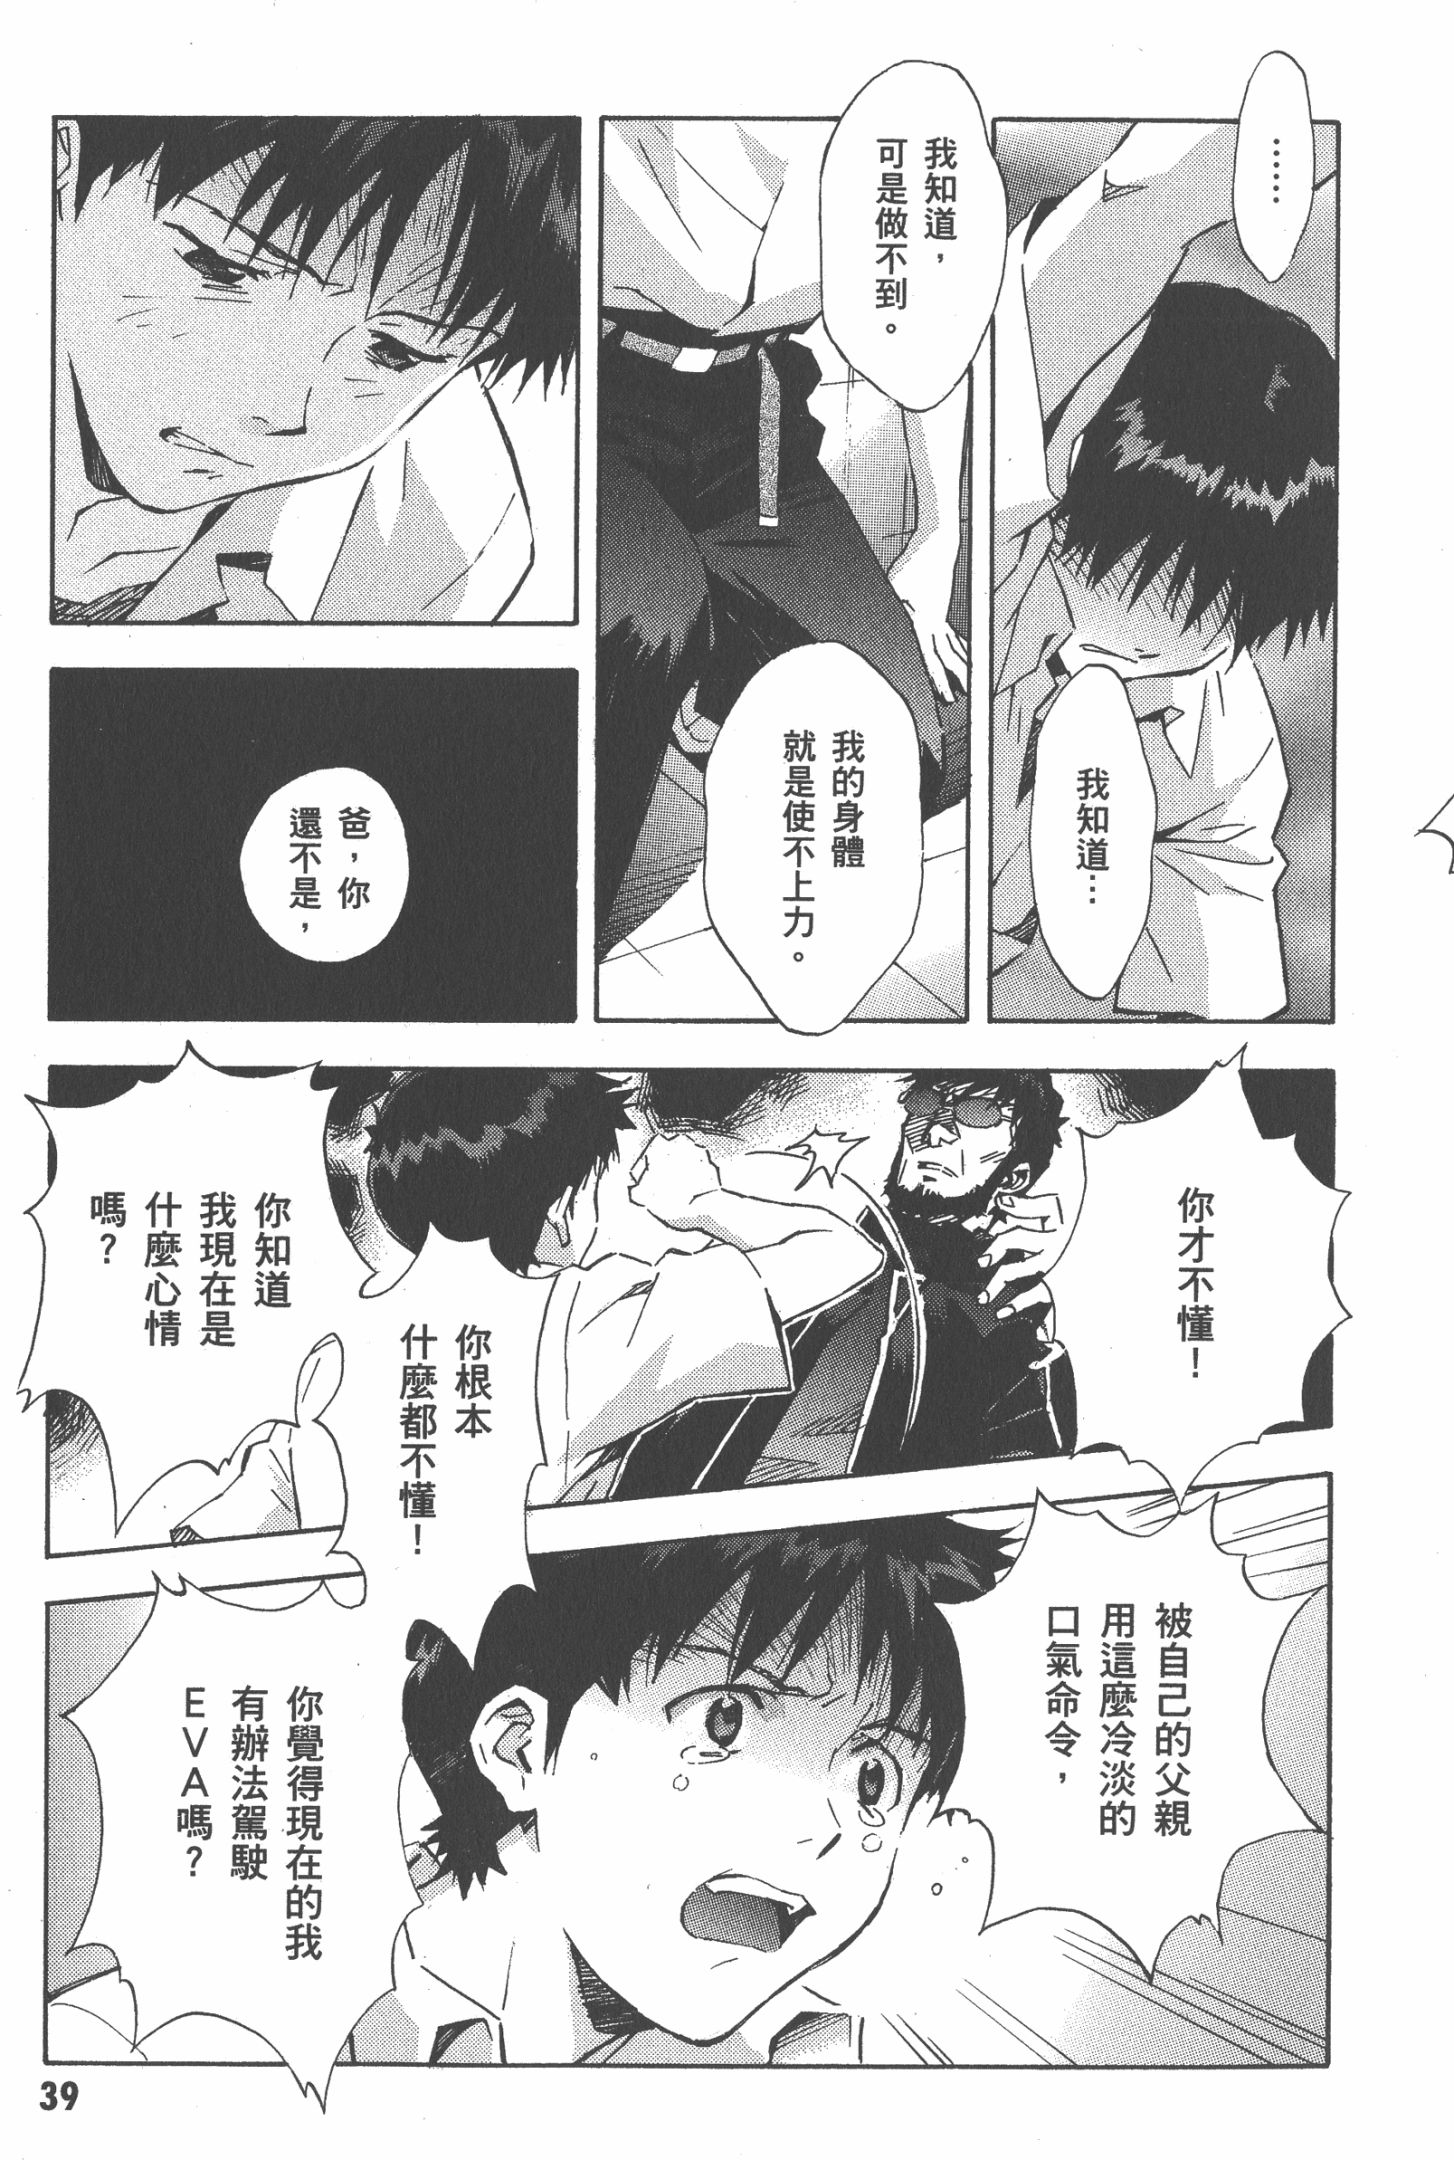 ……
我知道…
我知道，
可是做不到。
我的身體
就是使不上力。
爸，你
還不是，
你才不懂！
你根本
什麼都不懂！
你知道
我現在是
什麼心情
嗎？
被自己的父親
用這麼冷淡的
口氣命令，
你覺得現在的我
有辦法駕駛
EVA嗎？
39